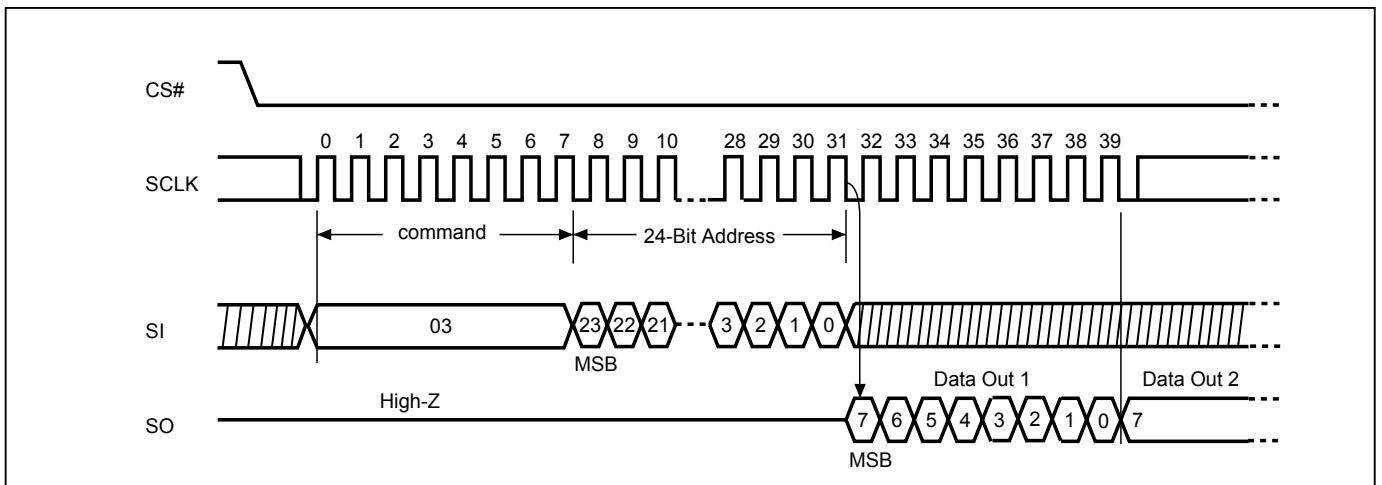 CS#
0 1 2 3 4 5 6 7 8 9 10 28 29 30 31 32 33 34 35 36 37 38 39
SCLK
command 24-Bit Address
SI 03 23 22 21 3 2 1 0
MSB
Data Out 1 Data Out 2
High-Z
SO 7 6 5 4 3 2 1 0 7
MSB